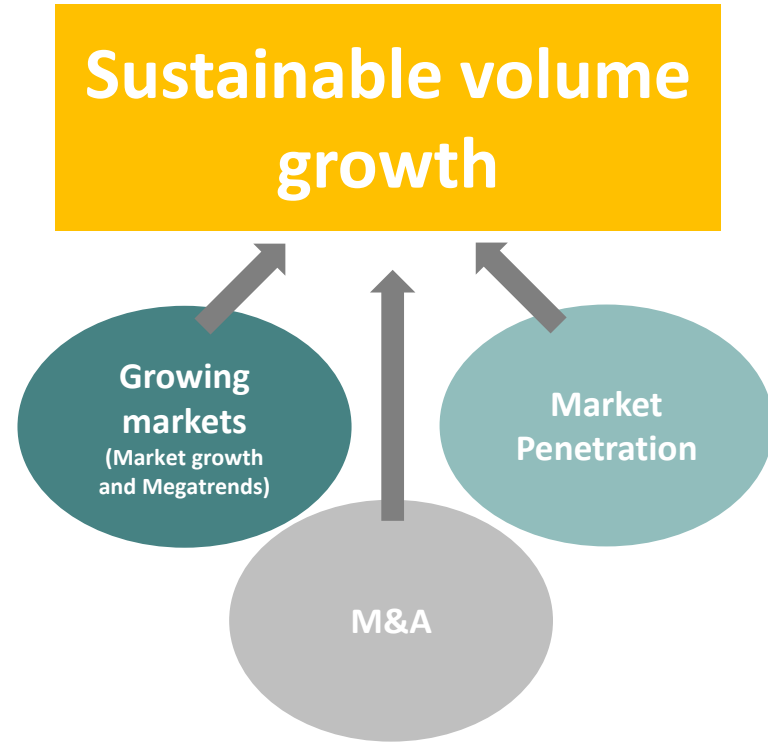 Sustainable volume
growth
Growing
markets
(Market growth
and Megatrends)
Market
Penetration
M&A